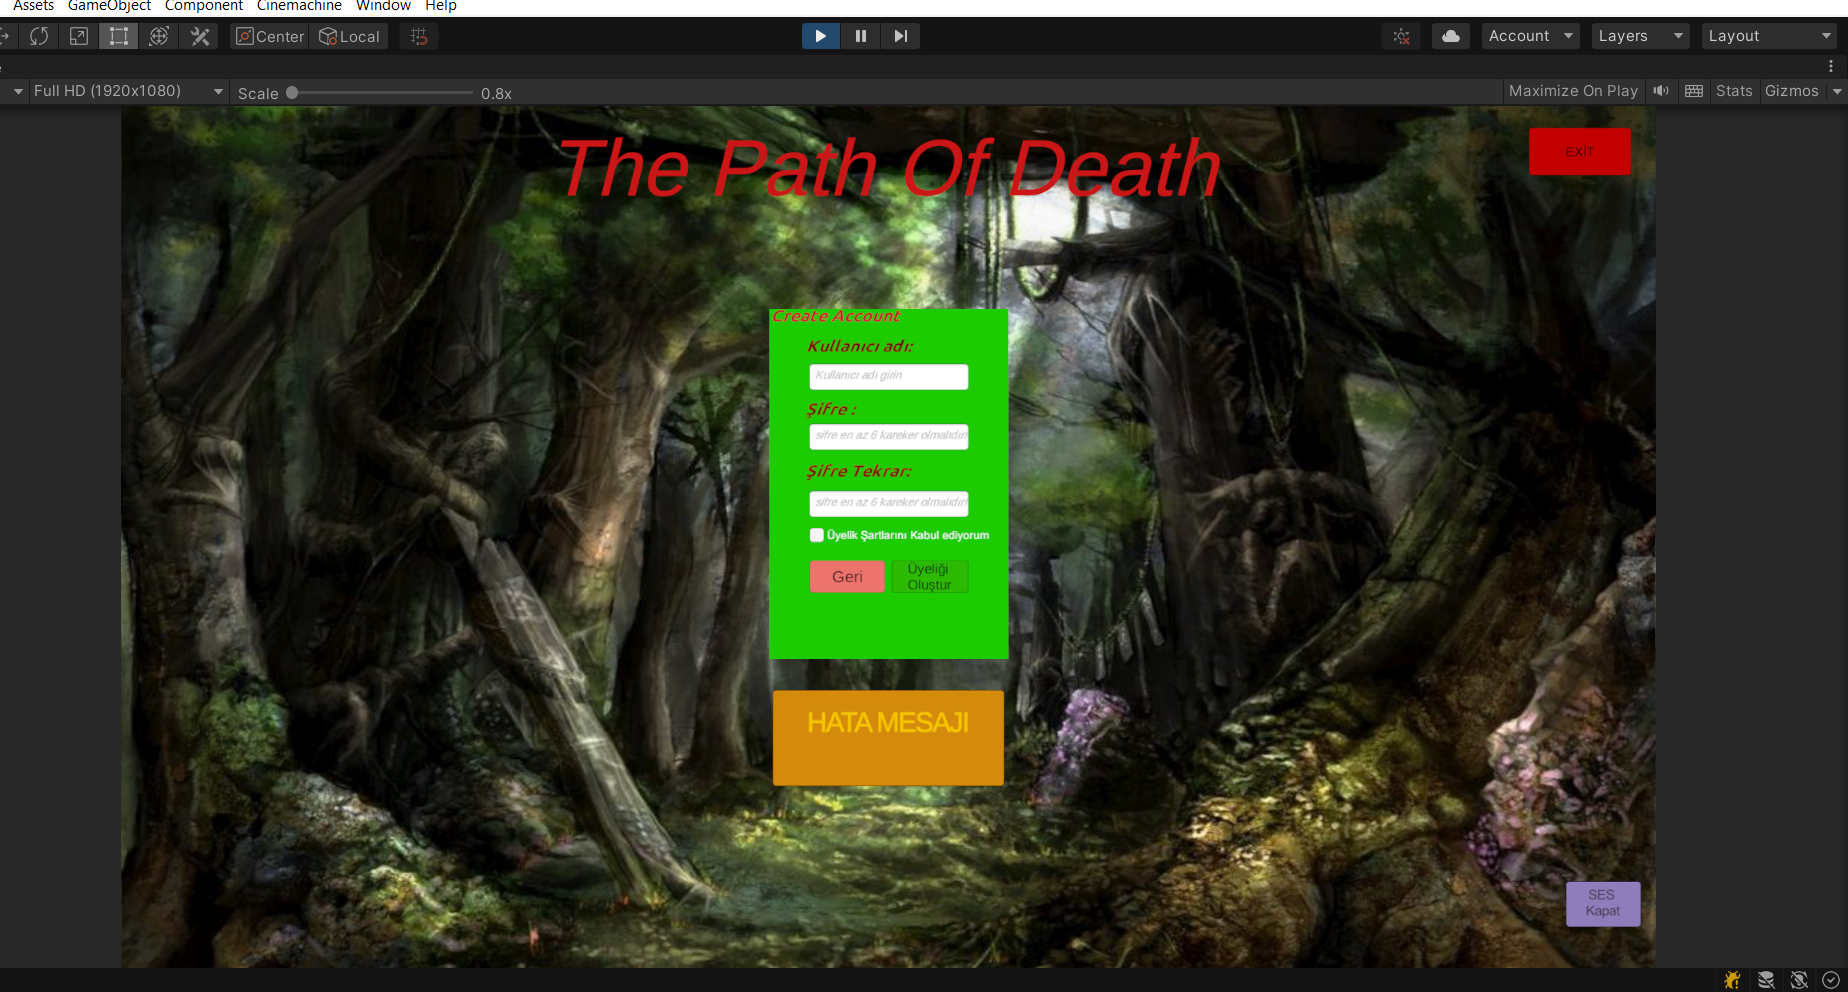 Assets GameObject Component Cinemachine Window Help
Center Local Account Layers Layout
Full HD (1920x1080) Scale 0.8x Maximize On Play Stats Gizmos
The Path Of Death
EXİT
Create Account
Kullanıcı adı:
Kullanıcı adı girin
Şifre :
sifre en az 6 kareker olmalıdır!
Şifre Tekrar:
sifre en az 6 kareker olmalıdır!
Üyelik Şartlarını Kabul ediyorum
Geri
Üyeliği
Oluştur
HATA MESAJI
SES
Kapat